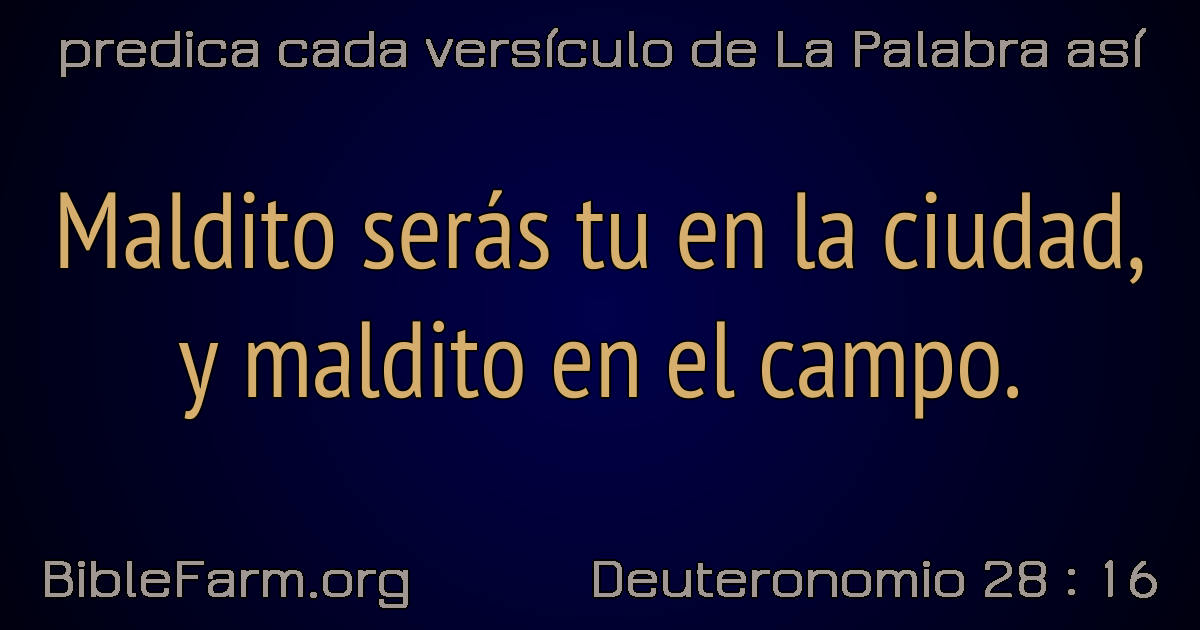 predica cada versículo de La Palabra así
Maldito serás tu en la ciudad,
y maldito en el campo.
BibleFarm.org
Deuteronomio 28 : 16